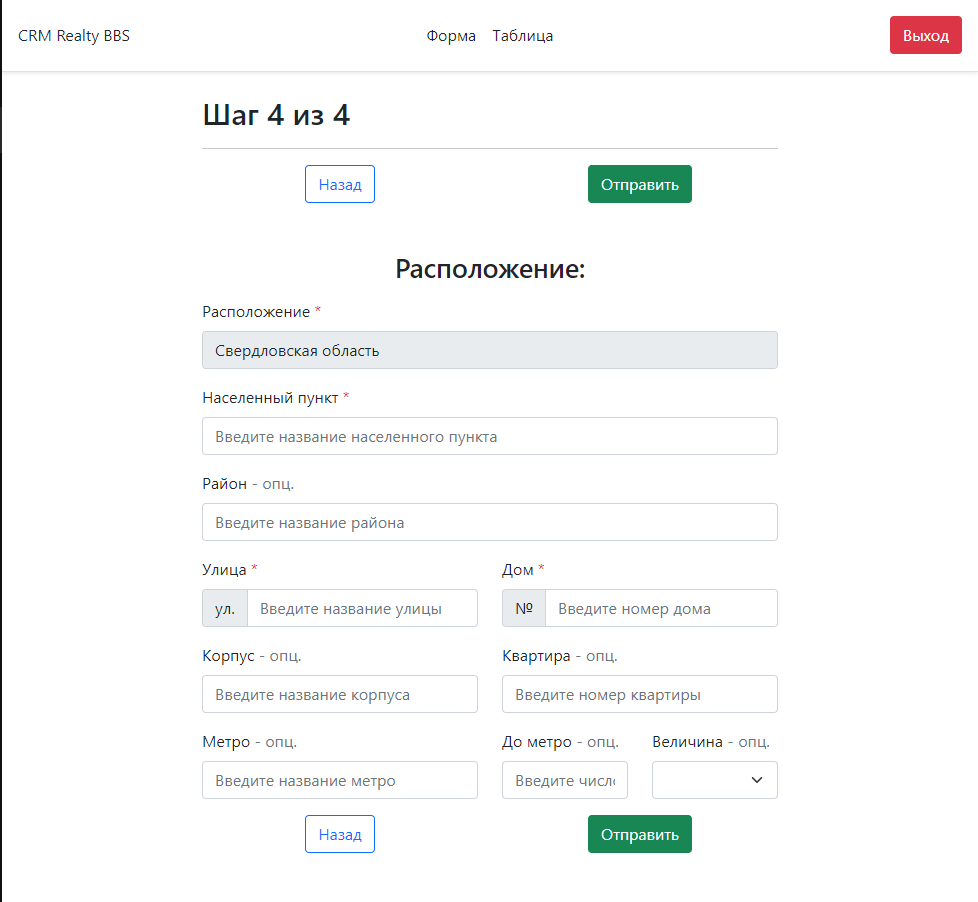 CRM Realty BBS Форма Таблица Выход
Шаг 4 из 4
Назад Отправить
Расположение:
Расположение *
Свердловская область
Населенный пункт *
Введите название населенного пункта
Район - опц.
Введите название района
Улица * Дом *
ул. Введите название улицы № Введите номер дома
Корпус - опц. Квартира - опц.
Введите название корпуса Введите номер квартиры
Метро - опц. До метро - опц. Величина - опц.
Введите название метро Введите числ
Назад Отправить